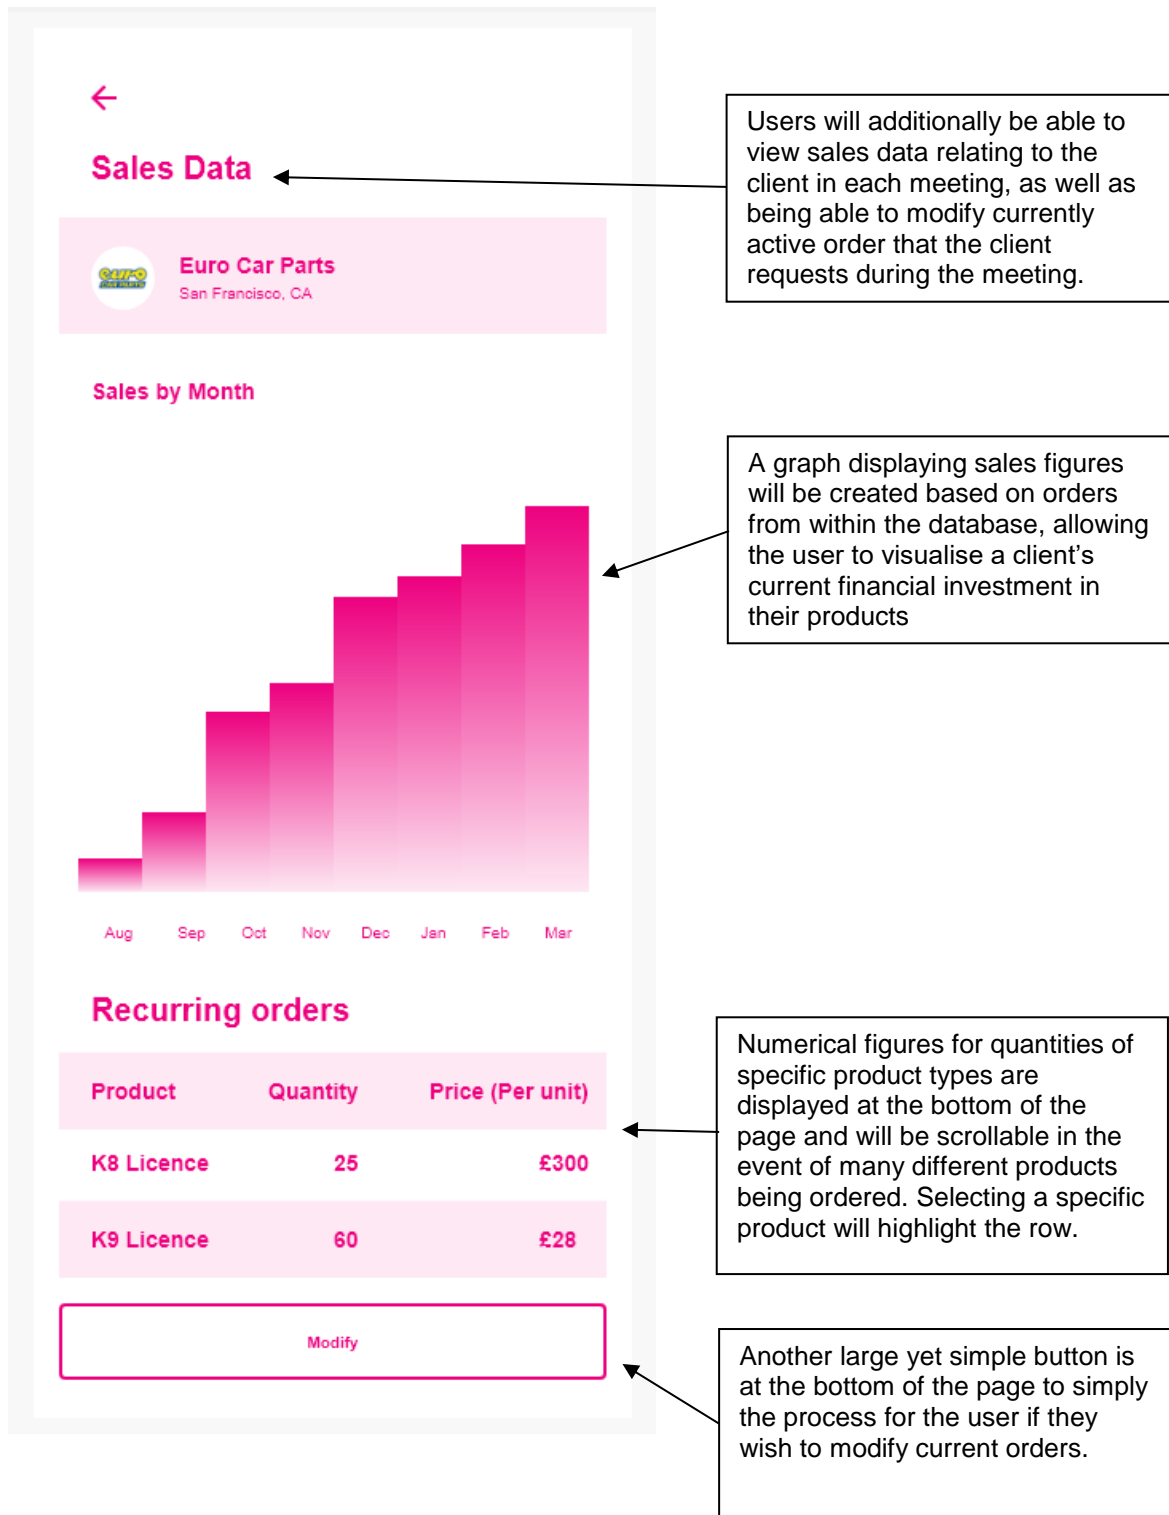 Sales Data
Euro Car Parts
San Francisco, CA
Sales by Month
Aug Sep Oct Nov Dec Jan Feb Mar
Recurring orders
Product Quantity Price (Per unit)
K8 Licence 25 £300
K9 Licence 60 £28
Modify
Users will additionally be able to
view sales data relating to the
client in each meeting, as well as
being able to modify currently
active order that the client
requests during the meeting.
A graph displaying sales figures
will be created based on orders
from within the database, allowing
the user to visualise a client’s
current financial investment in
their products
Numerical figures for quantities of
specific product types are
displayed at the bottom of the
page and will be scrollable in the
event of many different products
being ordered. Selecting a specific
product will highlight the row.
Another large yet simple button is
at the bottom of the page to simply
the process for the user if they
wish to modify current orders.